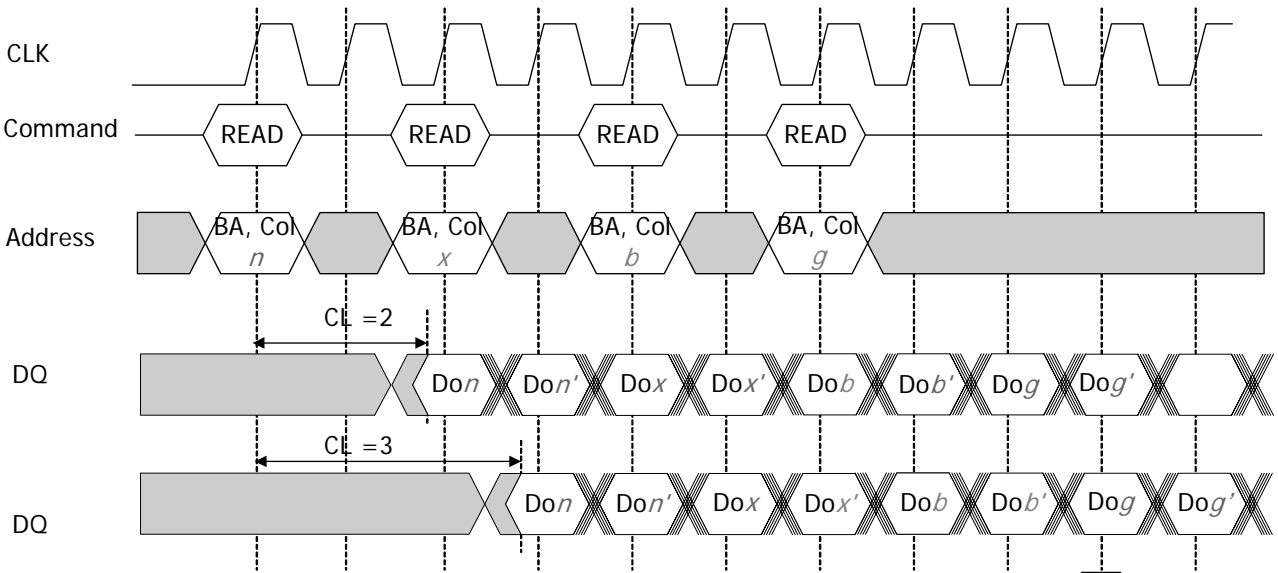 CLK
Command READ READ READ READ
Address BA, Col BA, Col BA, Col BA, Col
n x b g
CL =2
DQ Don Don' Dox Dox' Dob Dob' Dog Dog'
CL =3
DQ Don Don' Dox Dox' Dob Dob' Dog Dog'